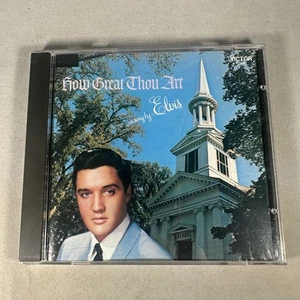 VICTOR
How Great Thou Art
as sung by Elvis